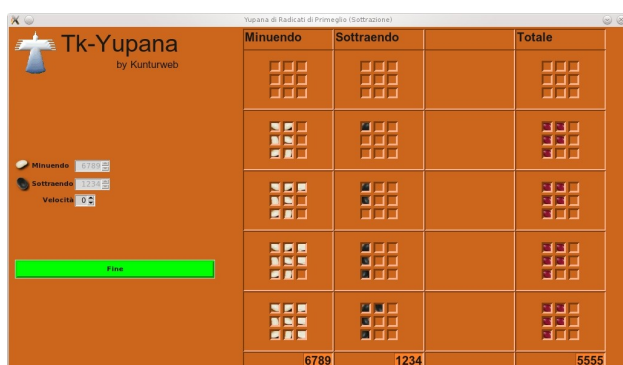 Yupana di Radicati di Primeglio (Sottrazione)
Tk-Yupana
by Kunturweb
Minuendo Sottraendo Totale
Minuendo 6789
Sottraendo 1234
Velocità 0
Fine
6789 1234 5555